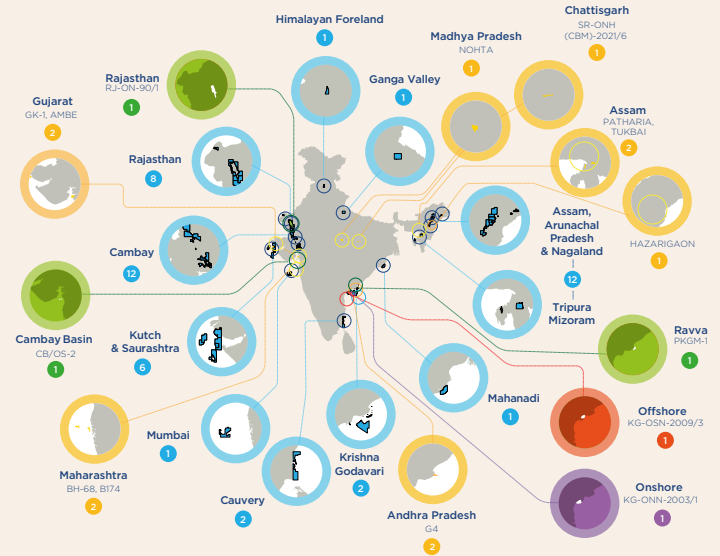 Himalayan Foreland
1
Madhya Pradesh
NOHTA
1
Chattisgarh
SR-ONH
(CBM)-2021/6
1
Rajasthan
RJ-ON-90/1
1
Ganga Valley
1
Gujarat
GK-1, AMBE
2
Assam
PATHARIA,
TUKBAI
2
Rajasthan
8
HAZARIGAON
1
Assam,
Arunachal
Pradesh
& Nagaland
12
Tripura
Mizoram
Cambay
12
Cambay Basin
CB/OS-2
1
Kutch
& Saurashtra
6
Ravva
PKGM-1
1
Mahanadi
1
Offshore
KG-OSN-2009/3
1
Mumbai
1
Maharashtra
BH-68, B174
2
Krishna
Godavari
2
Cauvery
2
Onshore
KG-ONN-2003/1
1
Andhra Pradesh
G4
2